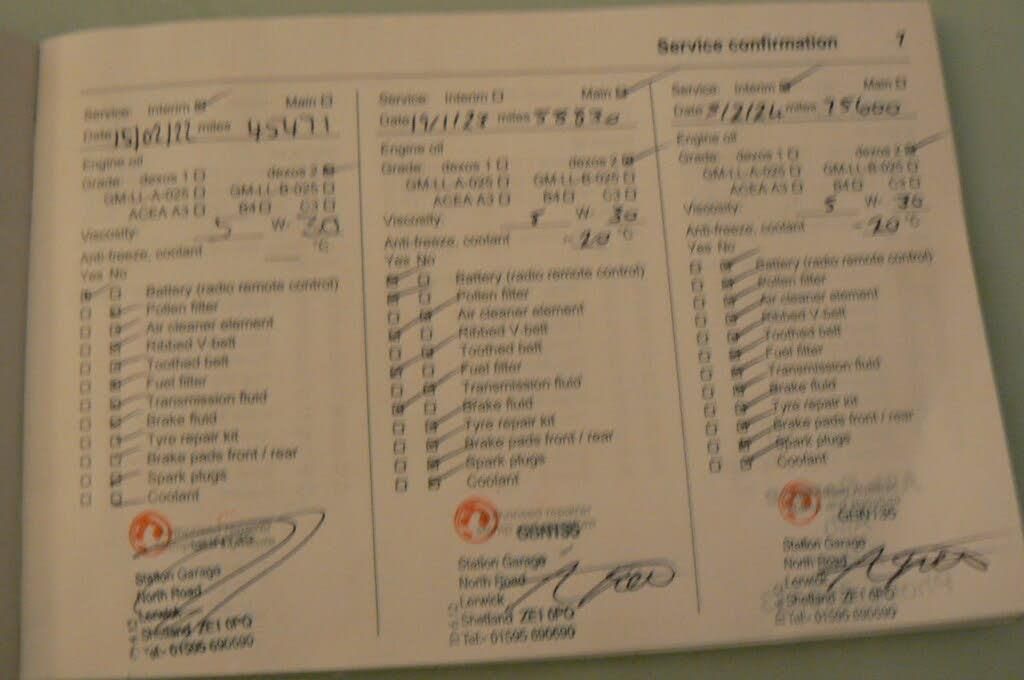 Service confirmation 1
Service: Interim Main
Date 15/02/22 miles 45471
Engine oil
Grade: dexos 1 dexos 2
GM-LL-A-025 GM-LL-B-025
ACEA A3 B4 C3
Viscosity: 5 W- 30
Anti-freeze, coolant °C
Yes No
Battery (radio remote control)
Pollen filter
Air cleaner element
Ribbed V-belt
Toothed belt
Fuel filter
Transmission fluid
Brake fluid
Tyre repair kit
Brake pads front / rear
Spark plugs
Coolant
Station Garage
North Road
Lerwick
Shetland ZE1 0PQ
Tel:- 01595 690690
Service: Interim Main
Date 19/1/23 miles
Engine oil
Grade: dexos 1 dexos 2
GM-LL-A-025 GM-LL-B-025
ACEA A3 B4 C3
Viscosity: 5 W- 30
Anti-freeze, coolant -20 °C
Yes No
Battery (radio remote control)
Pollen filter
Air cleaner element
Ribbed V-belt
Toothed belt
Fuel filter
Transmission fluid
Brake fluid
Tyre repair kit
Brake pads front / rear
Spark plugs
Coolant
GBN135
Station Garage
North Road
Lerwick
Shetland ZE1 0PQ
Tel:- 01595 690690
Service: Interim Main
Date miles 75600
Engine oil
Grade: dexos 1 dexos 2
GM-LL-A-025 GM-LL-B-025
ACEA A3 B4 C3
Viscosity: 5 W- 30
Anti-freeze, coolant -20 °C
Yes No
Battery (radio remote control)
Pollen filter
Air cleaner element
Ribbed V-belt
Toothed belt
Fuel filter
Transmission fluid
Brake fluid
Tyre repair kit
Brake pads front / rear
Spark plugs
Coolant
GBN135
Station Garage
North Road
Lerwick
Shetland ZE1 0PQ
Tel:- 01595 690690